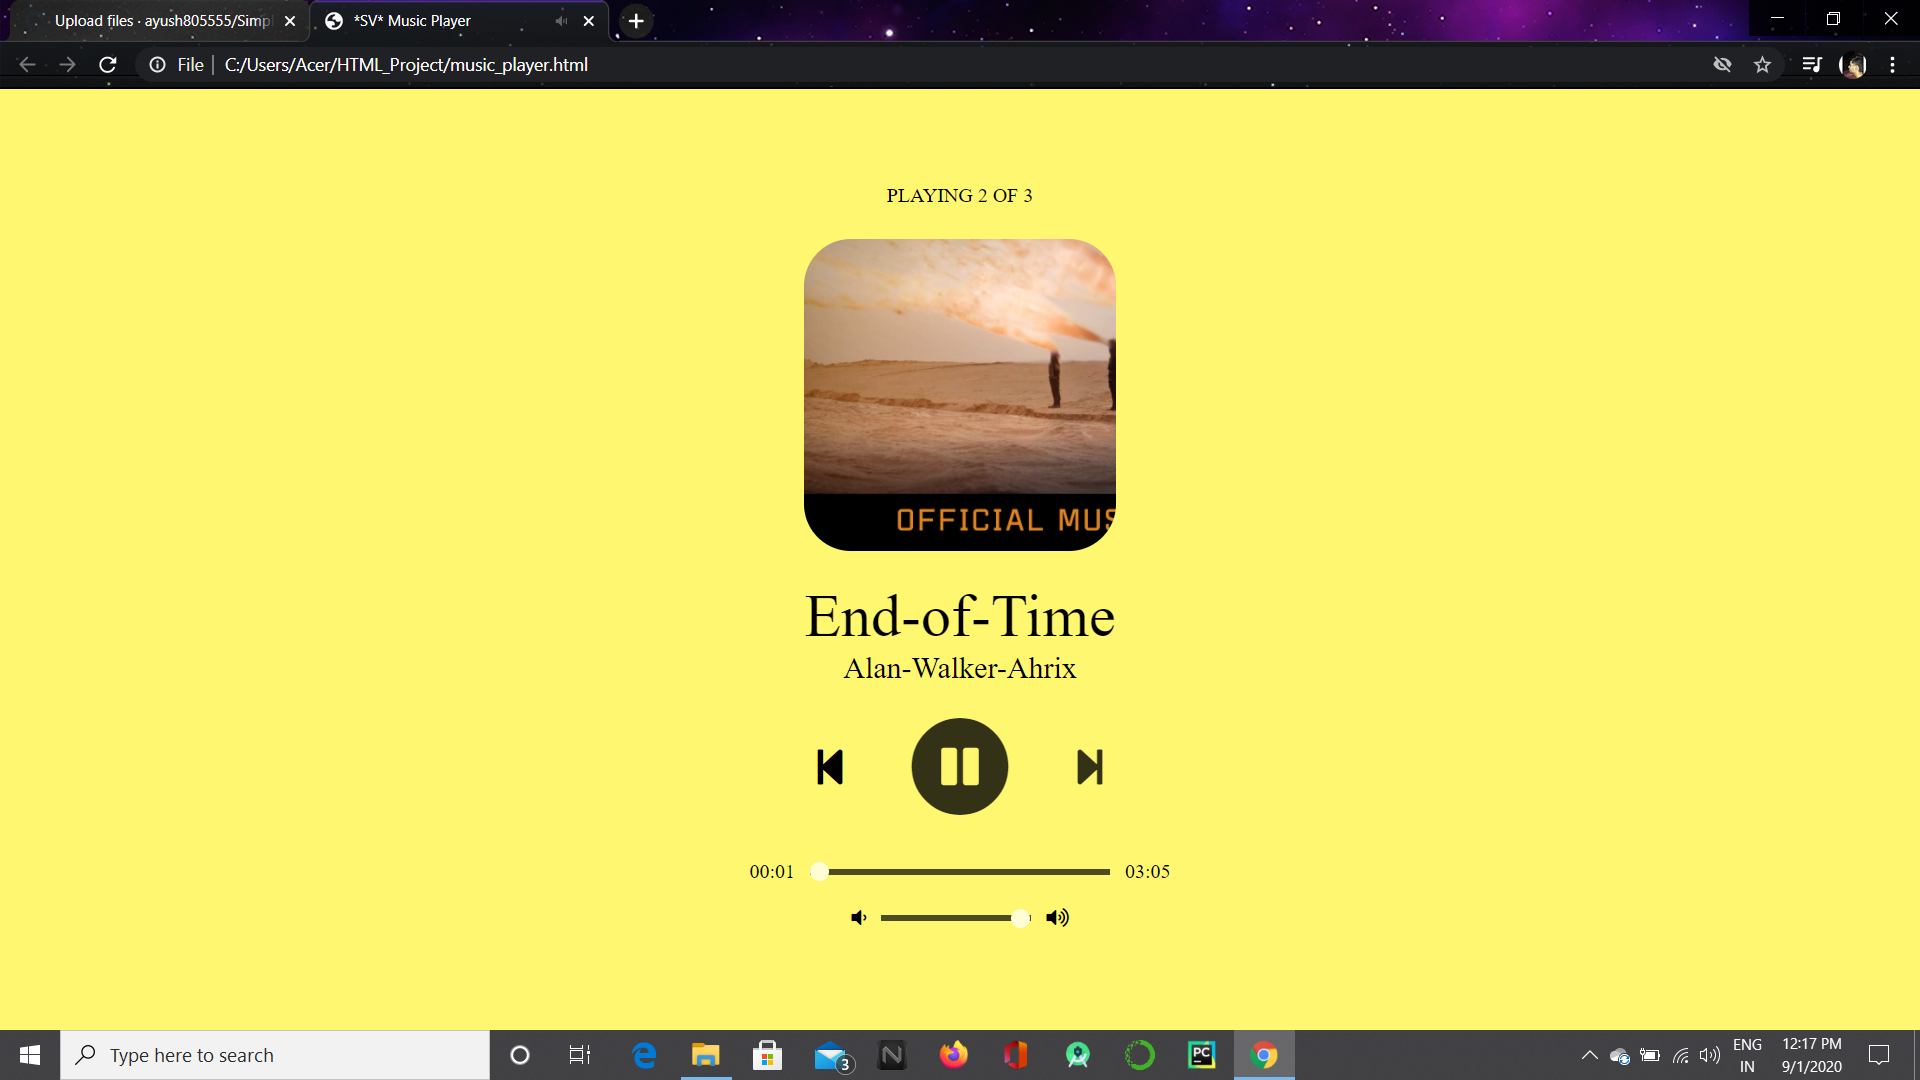 Upload files · ayush805555/Simpl
*SV* Music Player
File | C:/Users/Acer/HTML_Project/music_player.html
PLAYING 2 OF 3
OFFICIAL MUS
End-of-Time
Alan-Walker-Ahrix
00:01
03:05
Type here to search
3
N
PC
ENG
IN
12:17 PM
9/1/2020